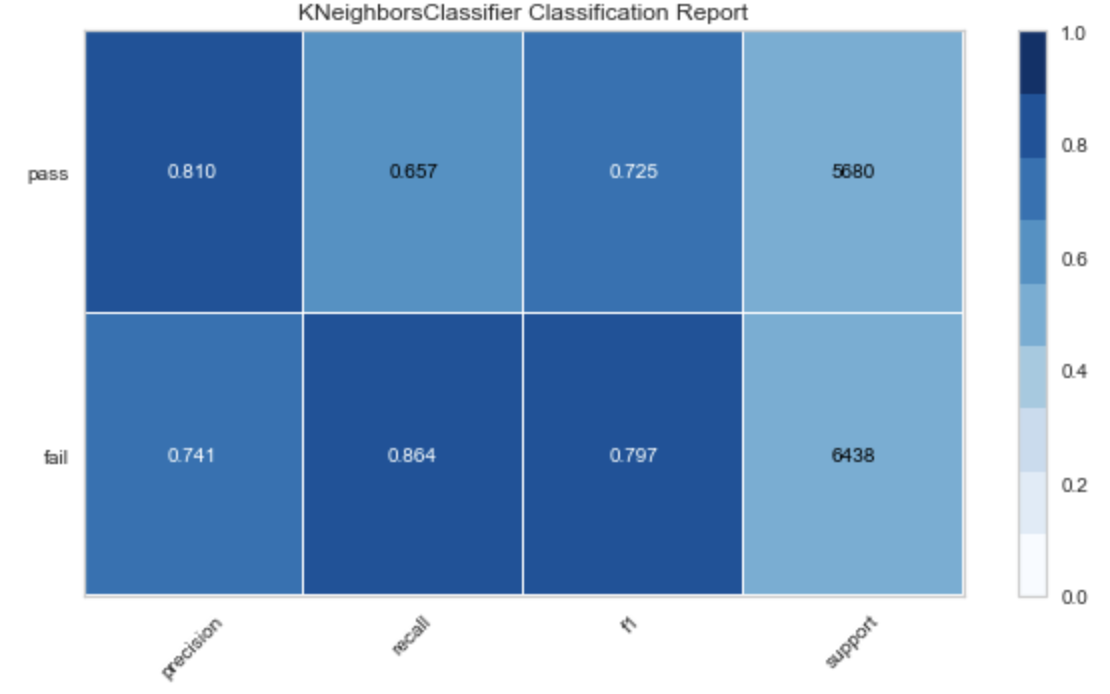 KNeighborsClassifier Classification Report
pass 0.810 0.657 0.725 5680
fail 0.741 0.864 0.797 6438
precision recall f1 support
1.0
0.8
0.6
0.4
0.2
0.0